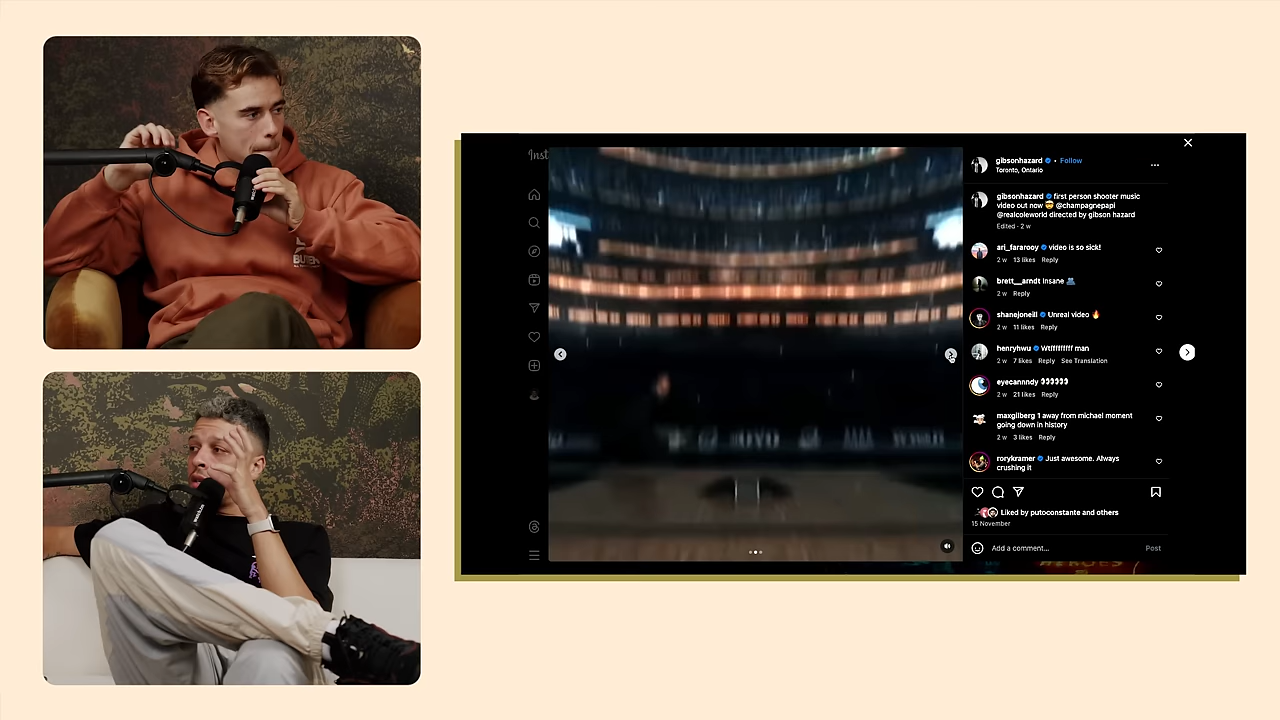 Inst
gibsonhazard • Follow
Toronto, Ontario
gibsonhazard first person shooter music
video out now 😎 @champagnepapi
@realcoleworld directed by gibson hazard
Edited · 2 w
ari_fararooy video is so sick!
2 w 13 likes Reply
brett__arndt Insane 🫂
2 w Reply
shanejoneill Unreal video 🔥
2 w 11 likes Reply
henryhwu Wtffffffff man
2 w 7 likes Reply See Translation
2 w 21 likes Reply
maxgilberg 1 away from michael moment
going down in history
2 w 3 likes Reply
rorykramer Just awesome. Always
crushing it
Liked by putoconstante and others
15 November
Add a comment... Post